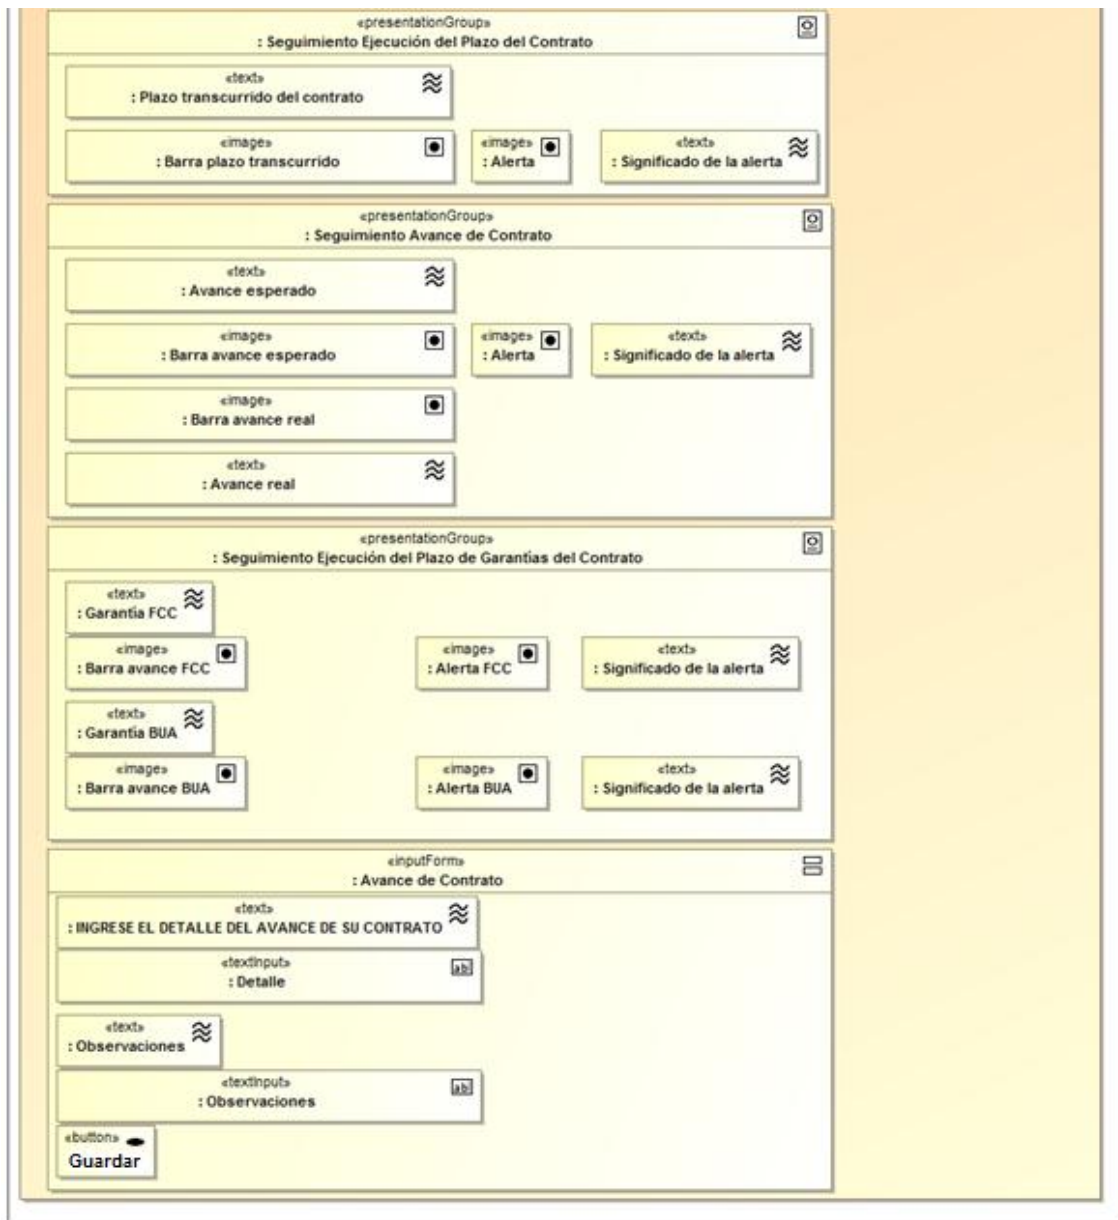 «presentationGroup»
: Seguimiento Ejecución del Plazo del Contrato
«text»
: Plazo transcurrido del contrato
«image»
: Barra plazo transcurrido
«image»
: Alerta
«text»
: Significado de la alerta
«presentationGroup»
: Seguimiento Avance de Contrato
«text»
: Avance esperado
«image»
: Barra avance esperado
«image»
: Alerta
«text»
: Significado de la alerta
«image»
: Barra avance real
«text»
: Avance real
«presentationGroup»
: Seguimiento Ejecución del Plazo de Garantías del Contrato
«text»
: Garantía FCC
«image»
: Barra avance FCC
«image»
: Alerta FCC
«text»
: Significado de la alerta
«text»
: Garantía BUA
«image»
: Barra avance BUA
«image»
: Alerta BUA
«text»
: Significado de la alerta
«inputForm»
: Avance de Contrato
«text»
: INGRESE EL DETALLE DEL AVANCE DE SU CONTRATO
«textInput»
ab
: Detalle
«text»
: Observaciones
«textInput»
ab
: Observaciones
«button»
Guardar